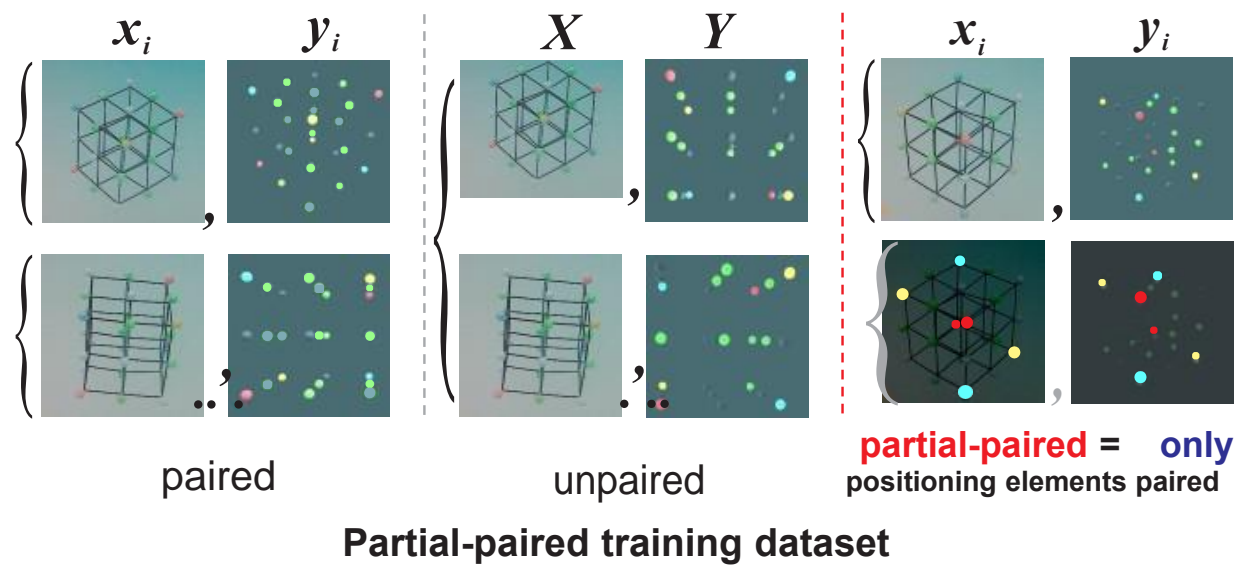 x_i y_i X Y x_i y_i
{ , { , {
{ , { , { ,
... ...
paired unpaired partial-paired = only
positioning elements paired
Partial-paired training dataset